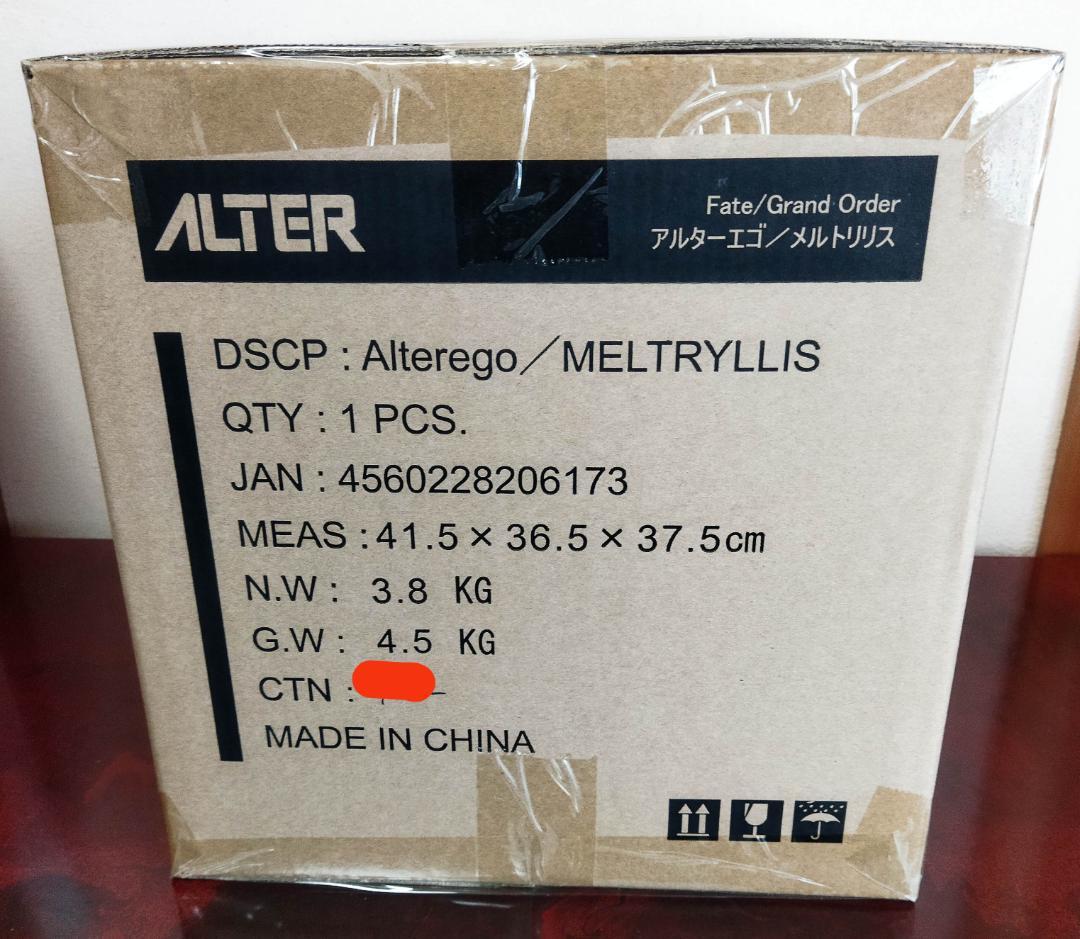 ALTER
Fate/Grand Order
アルターエゴ／メルトリリス
DSCP : Alterego／MELTRYLLIS
QTY : 1 PCS.
JAN : 4560228206173
MEAS :41.5 × 36.5 × 37.5cm
N.W : 3.8 KG
G.W : 4.5 KG
CTN :
MADE IN CHINA